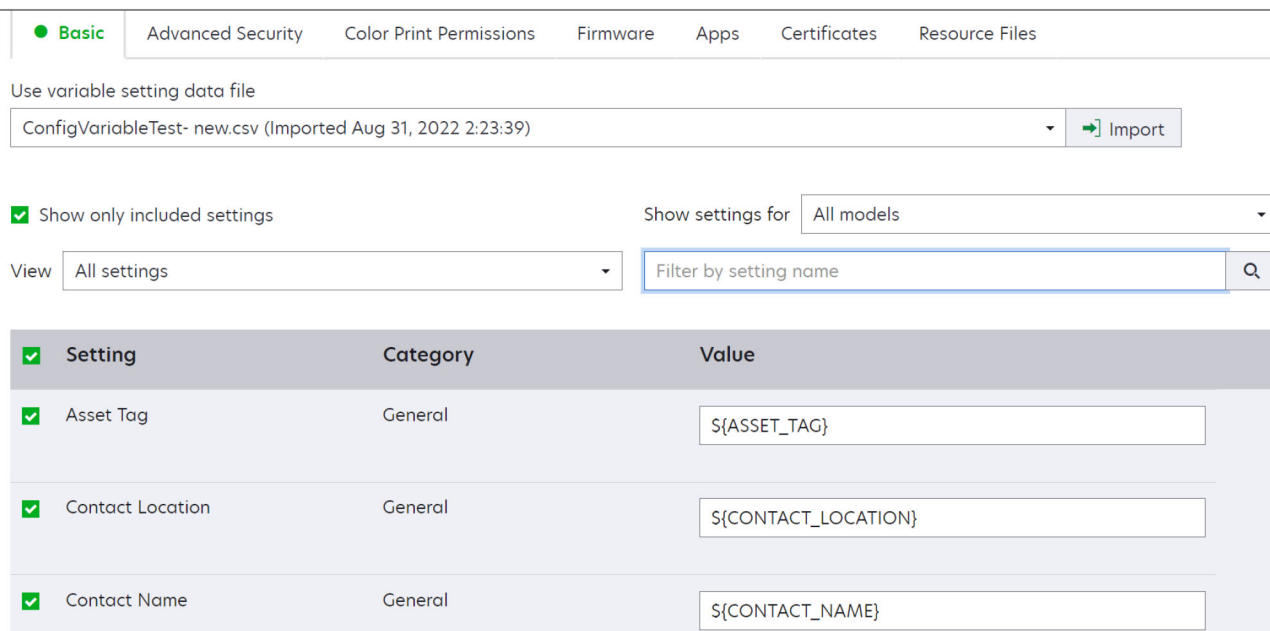 Basic Advanced Security Color Print Permissions Firmware Apps Certificates Resource Files
Use variable setting data file
ConfigVariableTest- new.csv (Imported Aug 31, 2022 2:23:39) Import
Show only included settings Show settings for All models
View All settings Filter by setting name
Setting Category Value
Asset Tag General ${ASSET_TAG}
Contact Location General ${CONTACT_LOCATION}
Contact Name General ${CONTACT_NAME}